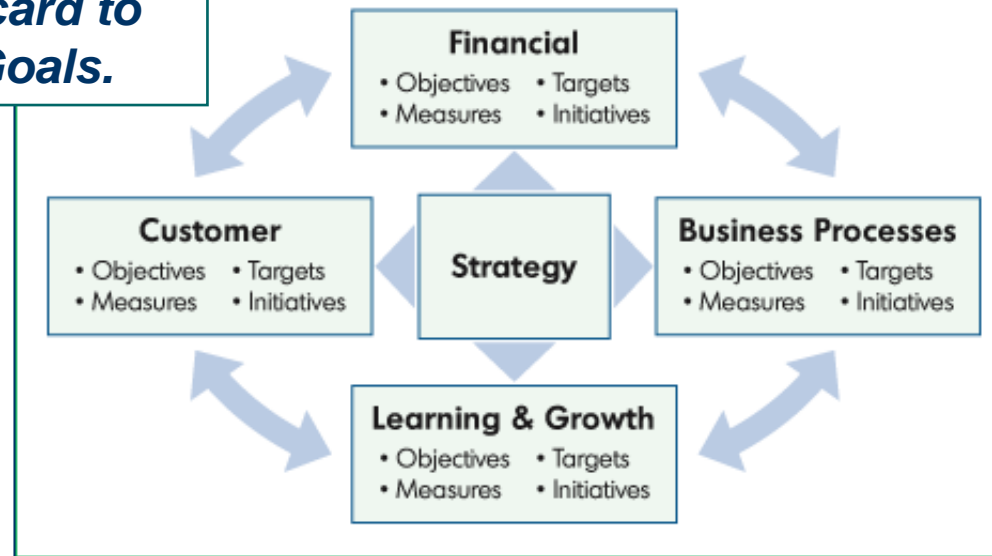 card to
Goals.
Financial
• Objectives • Targets
• Measures • Initiatives
Customer
• Objectives • Targets
• Measures • Initiatives
Strategy
Business Processes
• Objectives • Targets
• Measures • Initiatives
Learning & Growth
• Objectives • Targets
• Measures • Initiatives